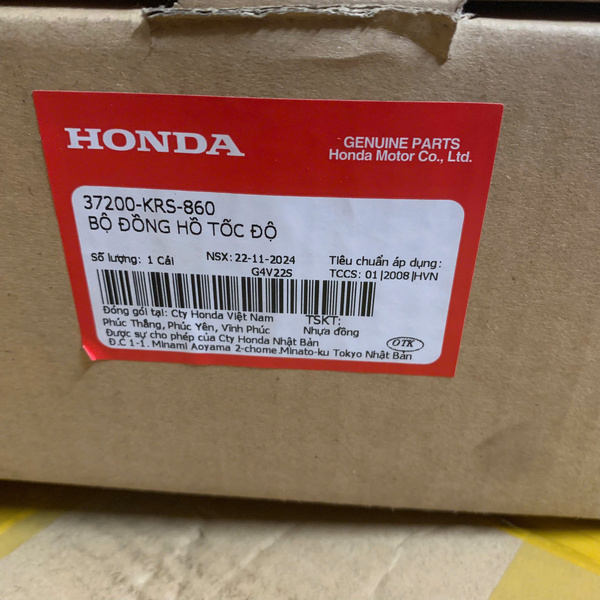 HONDA
GENUINE PARTS
Honda Motor Co., Ltd.
37200-KRS-860
BỘ ĐỒNG HỒ TỐC ĐỘ
Số lượng: 1 Cái NSX: 22-11-2024 Tiêu chuẩn áp dụng:
G4V22S TCCS: 01|2008|HVN
Đóng gói tại: Cty Honda Việt Nam TSKT:
Phúc Thắng, Phúc Yên, Vĩnh Phúc Nhựa đồng
Được sự cho phép của Cty Honda Nhật Bản OTK
Đ.C 1-1. Minami Aoyama 2-chome.Minato-ku Tokyo Nhật Bản